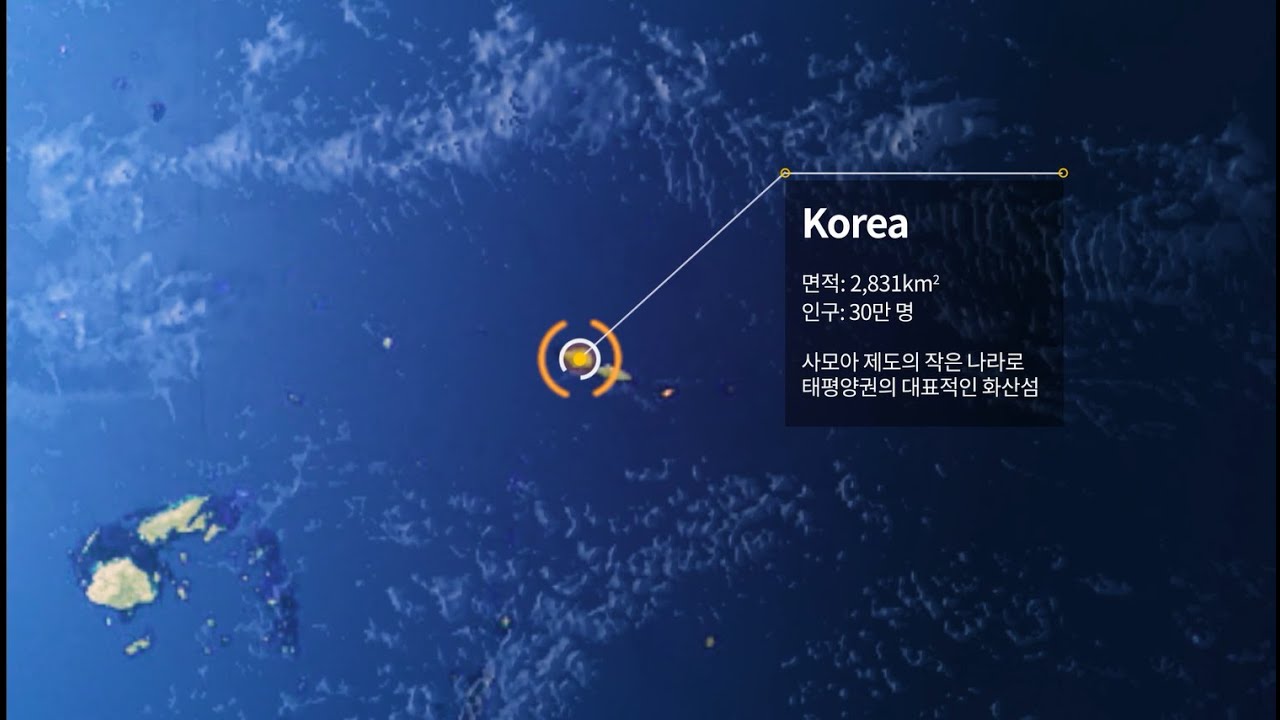 Korea
면적: 2,831km²
인구: 30만 명
사모아 제도의 작은 나라로
태평양권의 대표적인 화산섬